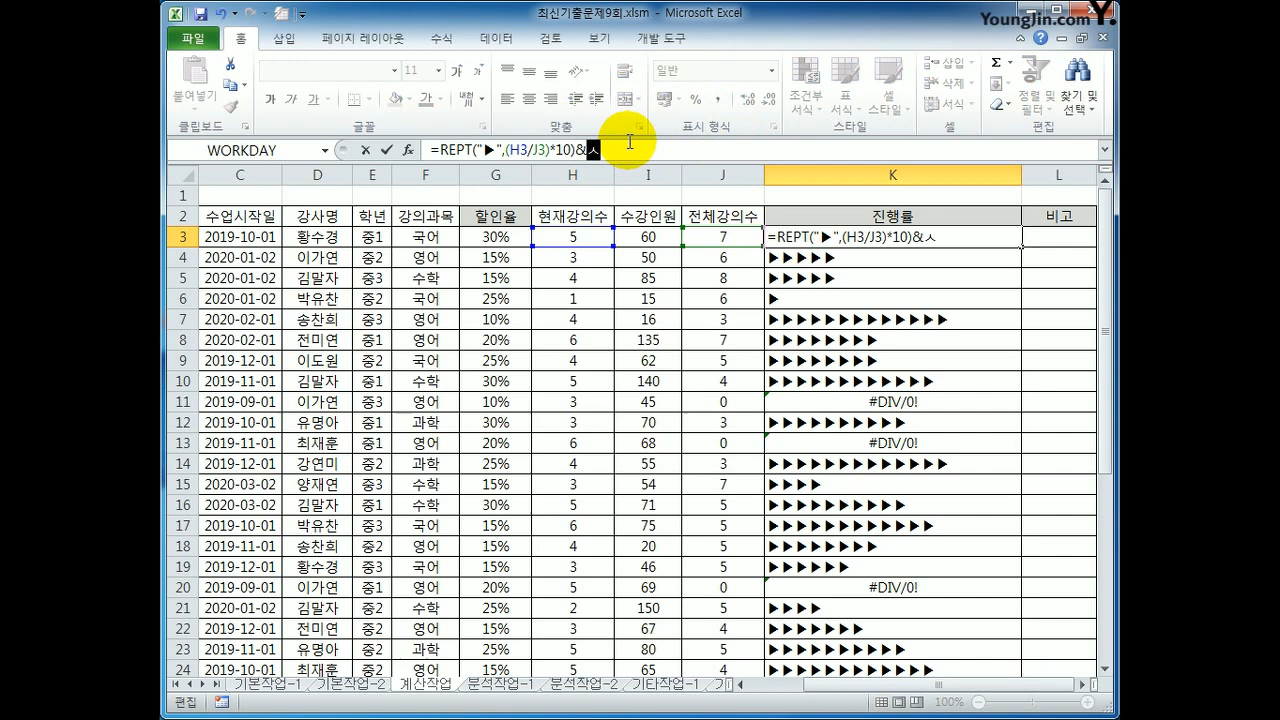 최신기출문제9회.xlsm - Microsoft Excel
YoungJin.com Y.
파일 홈 삽입 페이지 레이아웃 수식 데이터 검토 보기 개발 도구
붙여넣기 11 가 가 가 가 가 가 내천 일반 % , 조건부 서식 표 서식 셀 스타일 삽입 삭제 서식 Σ 정렬 및 필터 찾기 및 선택
클립보드 글꼴 맞춤 표시 형식 스타일 셀 편집
WORKDAY fx =REPT("▶",(H3/J3)*10)&ㅅ
C D E F G H I J K L
1
2 수업시작일 강사명 학년 강의과목 할인율 현재강의수 수강인원 전체강의수 진행률 비고
3 2019-10-01 황수경 중1 국어 30% 5 60 7 =REPT("▶",(H3/J3)*10)&ㅅ
4 2020-01-02 이가연 중2 영어 15% 3 50 6 ▶▶▶▶▶
5 2020-01-02 김말자 중3 수학 15% 4 85 8 ▶▶▶▶▶
6 2020-01-02 박유찬 중2 국어 25% 1 15 6 ▶
7 2020-02-01 송찬희 중3 영어 10% 4 16 3 ▶▶▶▶▶▶▶▶▶▶▶▶▶
8 2020-02-01 전미연 중1 영어 20% 6 135 7 ▶▶▶▶▶▶▶▶
9 2019-12-01 이도원 중2 국어 25% 4 62 5 ▶▶▶▶▶▶▶▶
10 2019-11-01 김말자 중1 수학 30% 5 140 4 ▶▶▶▶▶▶▶▶▶▶▶▶
11 2019-09-01 이가연 중3 영어 10% 3 45 0 #DIV/0!
12 2019-10-01 유명아 중1 과학 30% 3 70 3 ▶▶▶▶▶▶▶▶▶▶
13 2019-11-01 최재훈 중1 영어 20% 6 68 0 #DIV/0!
14 2019-12-01 강연미 중2 과학 25% 4 55 3 ▶▶▶▶▶▶▶▶▶▶▶▶▶
15 2020-03-02 양재연 중3 수학 15% 3 54 7 ▶▶▶▶
16 2020-03-02 김말자 중1 수학 30% 5 71 5 ▶▶▶▶▶▶▶▶▶▶
17 2019-10-01 박유찬 중3 국어 15% 6 75 5 ▶▶▶▶▶▶▶▶▶▶▶▶
18 2019-11-01 송찬희 중2 영어 15% 4 20 5 ▶▶▶▶▶▶▶▶
19 2019-12-01 황수경 중3 국어 15% 3 46 5 ▶▶▶▶▶▶
20 2019-09-01 이가연 중1 영어 20% 5 69 0 #DIV/0!
21 2020-01-02 김말자 중2 수학 25% 2 150 5 ▶▶▶▶
22 2019-12-01 전미연 중2 영어 15% 3 67 4 ▶▶▶▶▶▶▶
23 2019-11-01 유명아 중2 과학 25% 5 80 5 ▶▶▶▶▶▶▶▶▶▶
24 2019-10-01 최재훈 중2 영어 15% 5 65 4 ▶▶▶▶▶▶▶▶▶▶▶▶
기본작업-1 기본작업-2 계산작업 분석작업-1 분석작업-2 기타작업-1
편집 100%